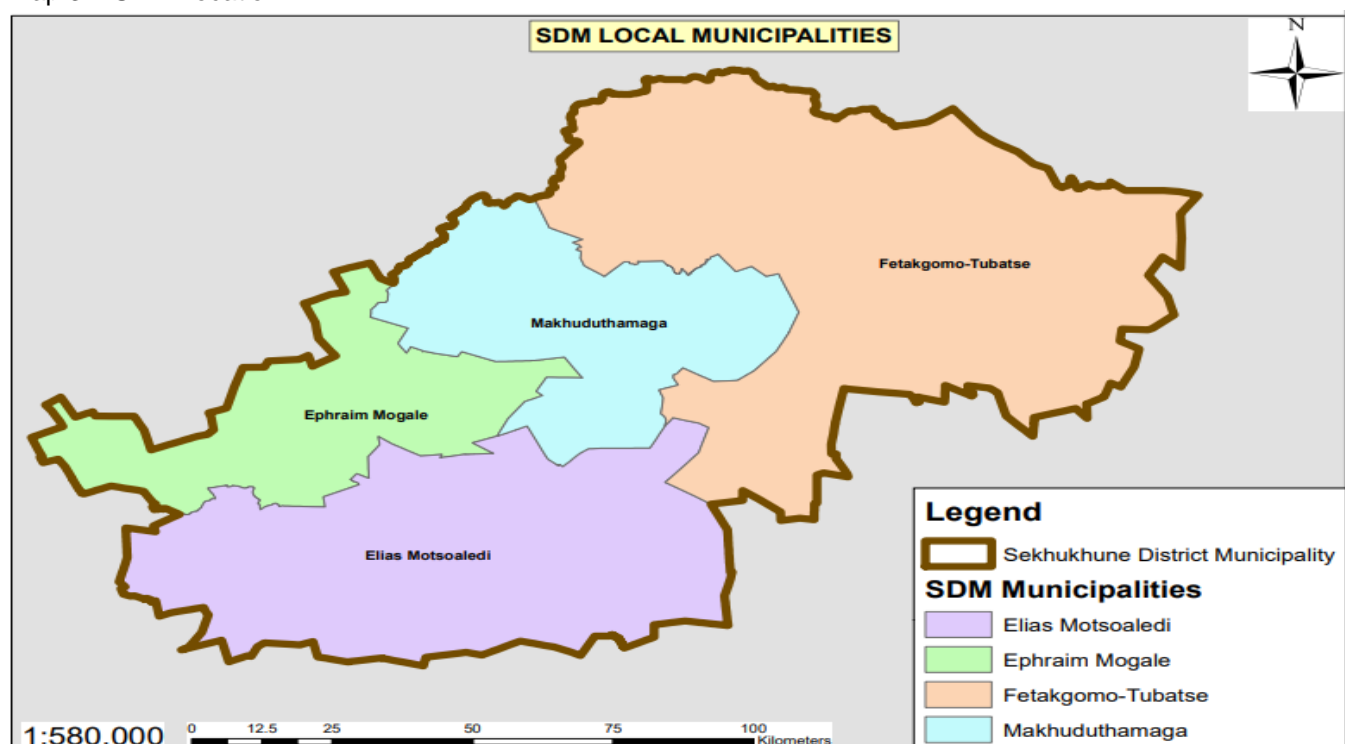 SDM LOCAL MUNICIPALITIES
N
Fetakgomo-Tubatse
Makhuduthamaga
Ephraim Mogale
Elias Motsoaledi
Legend
Sekhukhune District Municipality
SDM Municipalities
Elias Motsoaledi
Ephraim Mogale
Fetakgomo-Tubatse
Makhuduthamaga
1:580,000
0 12.5 25 50 75 100
Kilometers